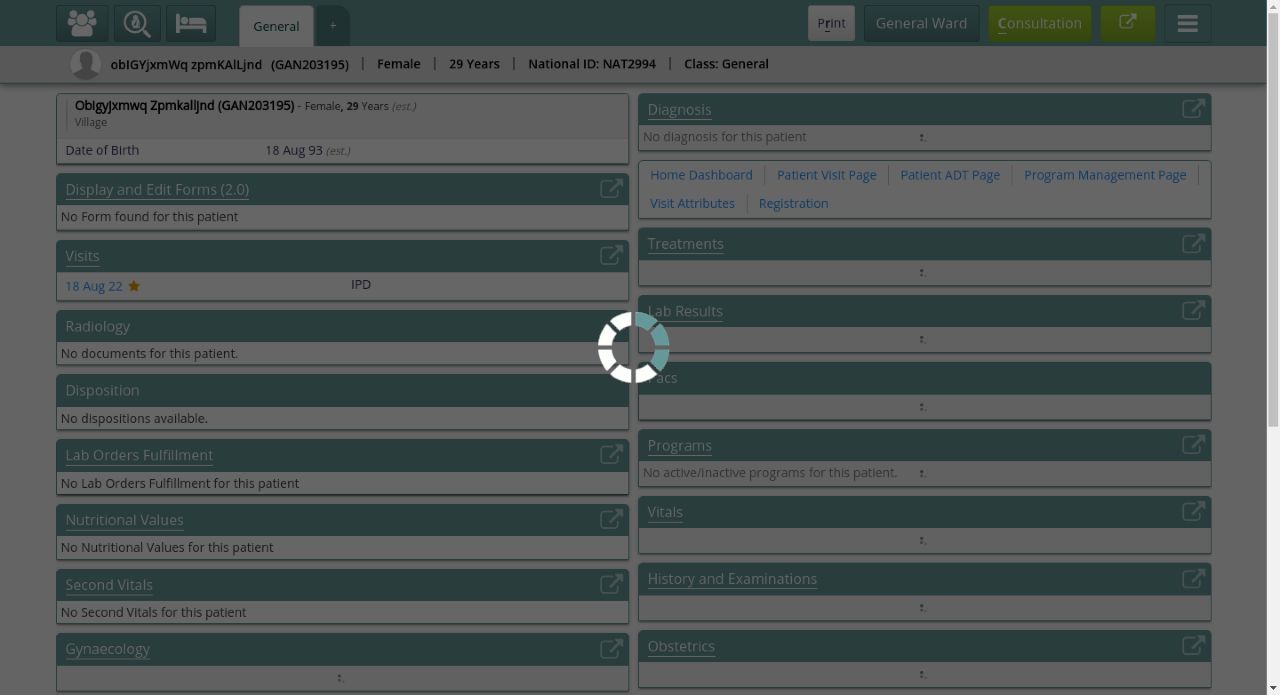 General
+
Print
General Ward
Consultation
obIGYjxmWq zpmKAlLjnd (GAN203195) | Female | 29 Years | National ID: NAT2994 | Class: General
ObIgyJxmwq Zpmkalljnd (GAN203195) - Female, 29 Years (est.)
Village
Date of Birth 18 Aug 93 (est.)
Display and Edit Forms (2.0)
No Form found for this patient
Visits
18 Aug 22 IPD
Radiology
No documents for this patient.
Disposition
No dispositions available.
Lab Orders Fulfillment
No Lab Orders Fulfillment for this patient
Nutritional Values
No Nutritional Values for this patient
Second Vitals
No Second Vitals for this patient
Gynaecology
Diagnosis
No diagnosis for this patient
Home Dashboard | Patient Visit Page | Patient ADT Page | Program Management Page |
Visit Attributes | Registration
Treatments
Lab Results
Pacs
Programs
No active/inactive programs for this patient.
Vitals
History and Examinations
Obstetrics